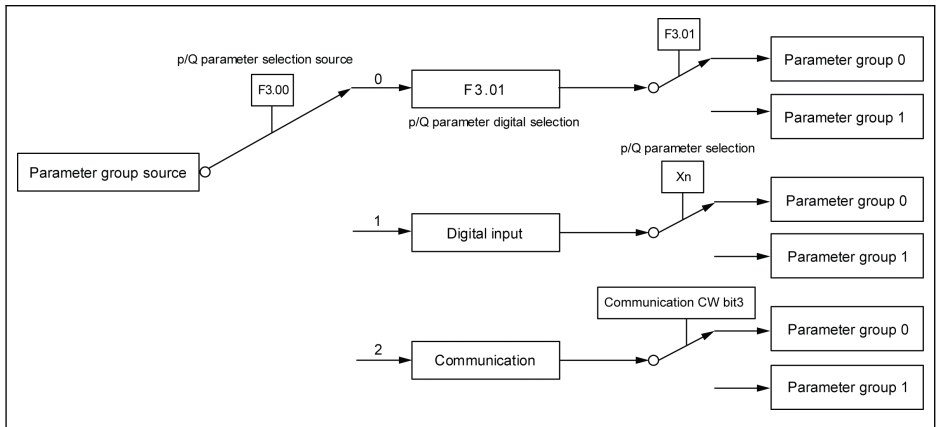 p/Q parameter selection source
F3.00
0
F3.01
p/Q parameter digital selection
F3.01
Parameter group 0
Parameter group 1
Parameter group source
p/Q parameter selection
Xn
1
Digital input
Parameter group 0
Parameter group 1
Communication CW bit3
2
Communication
Parameter group 0
Parameter group 1